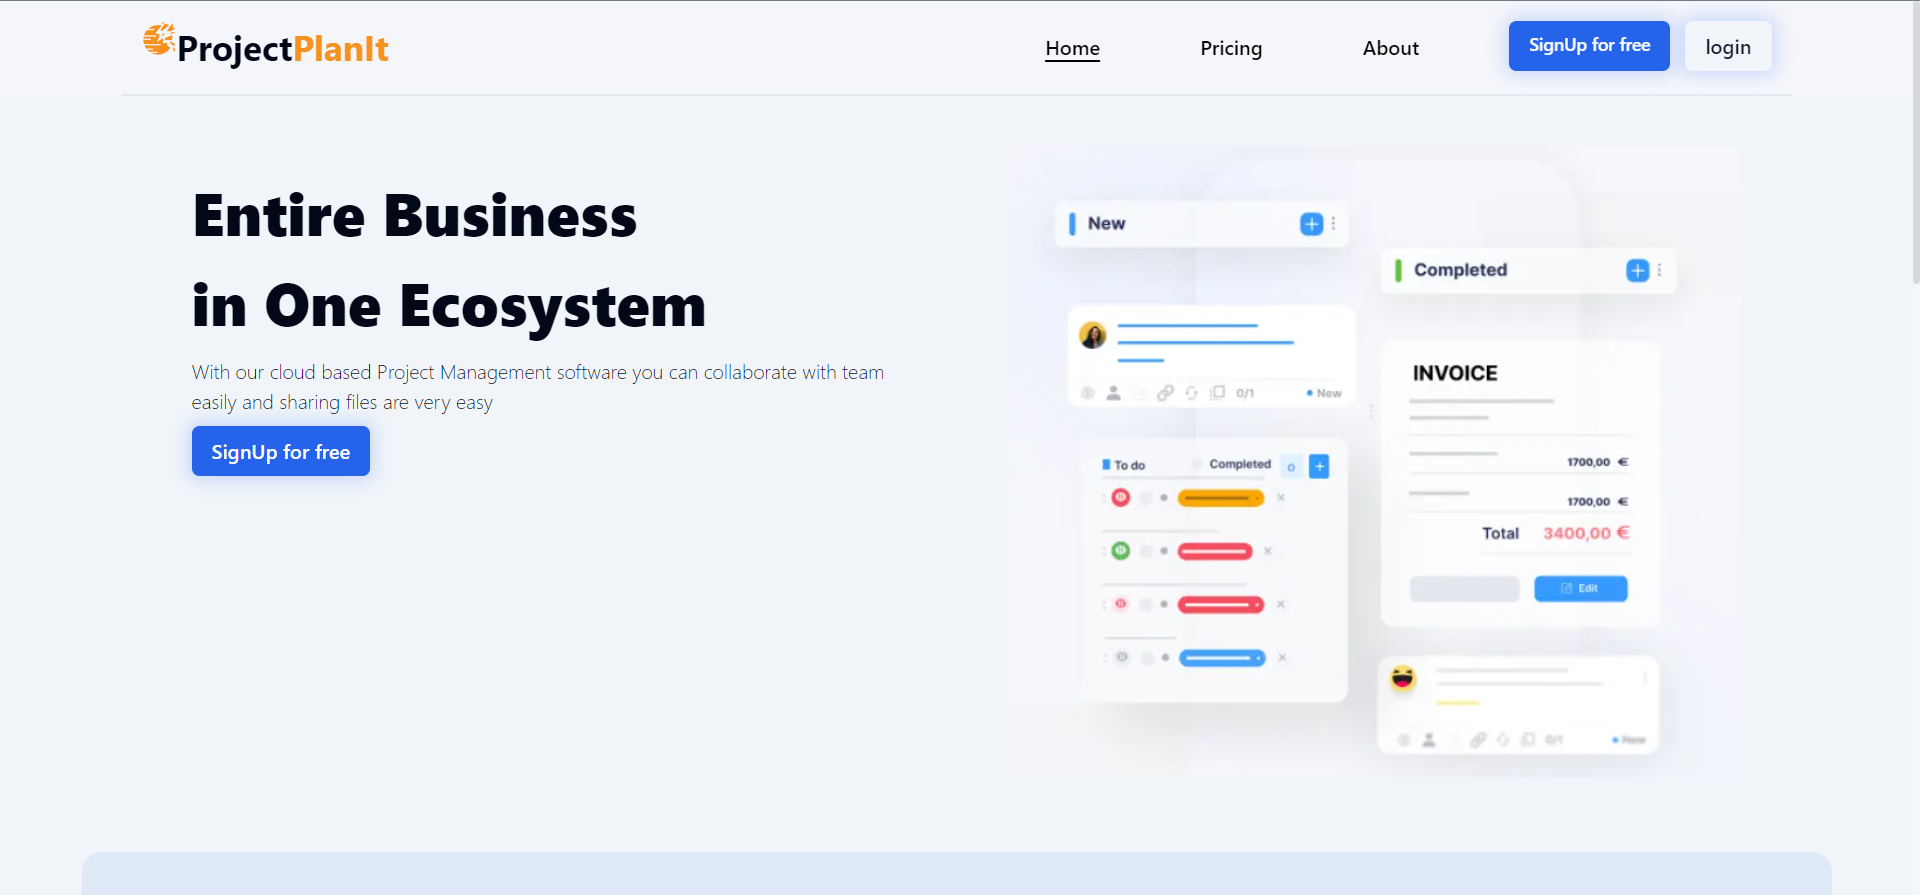 ProjectPlanIt
Home
Pricing
About
SignUp for free
login
Entire Business
in One Ecosystem
With our cloud based Project Management software you can collaborate with team
easily and sharing files are very easy
SignUp for free
New
0/1
New
To do
Completed
Completed
INVOICE
1700,00 €
1700,00 €
Total 3400,00 €
Edit
0/1
New